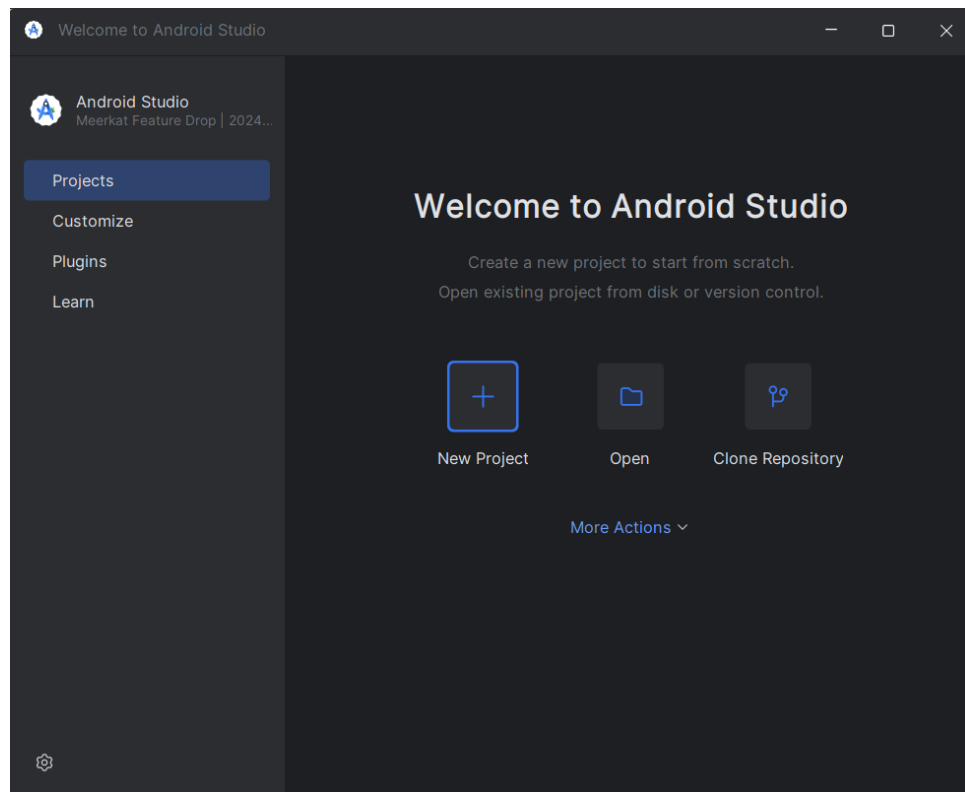 Welcome to Android Studio
Android Studio
Meerkat Feature Drop | 2024...
Projects
Customize
Plugins
Learn
Welcome to Android Studio
Create a new project to start from scratch.
Open existing project from disk or version control.
New Project
Open
Clone Repository
More Actions